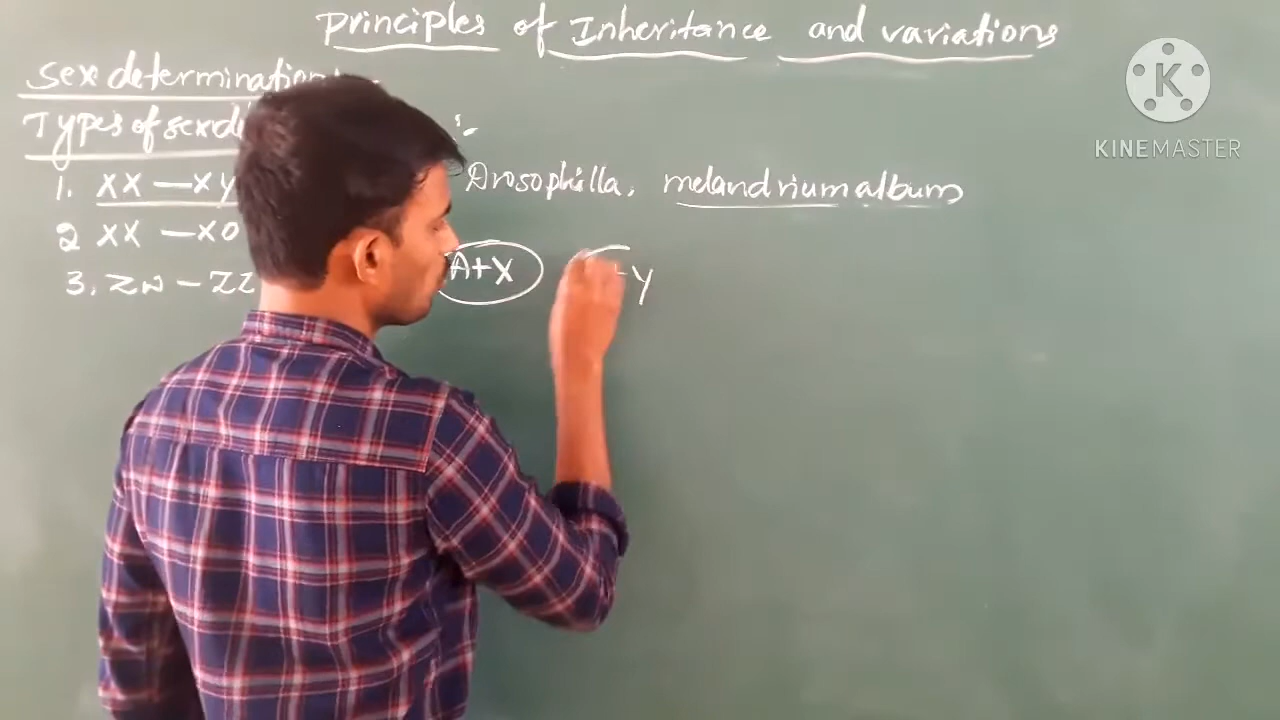 Principles of Inheritance and variations
Sex determination
Types of sex :-
1. XX — XY Drosophilla, melandrium album
2 XX — XO
A+X +Y
3. ZW — ZZ
K
KINEMASTER